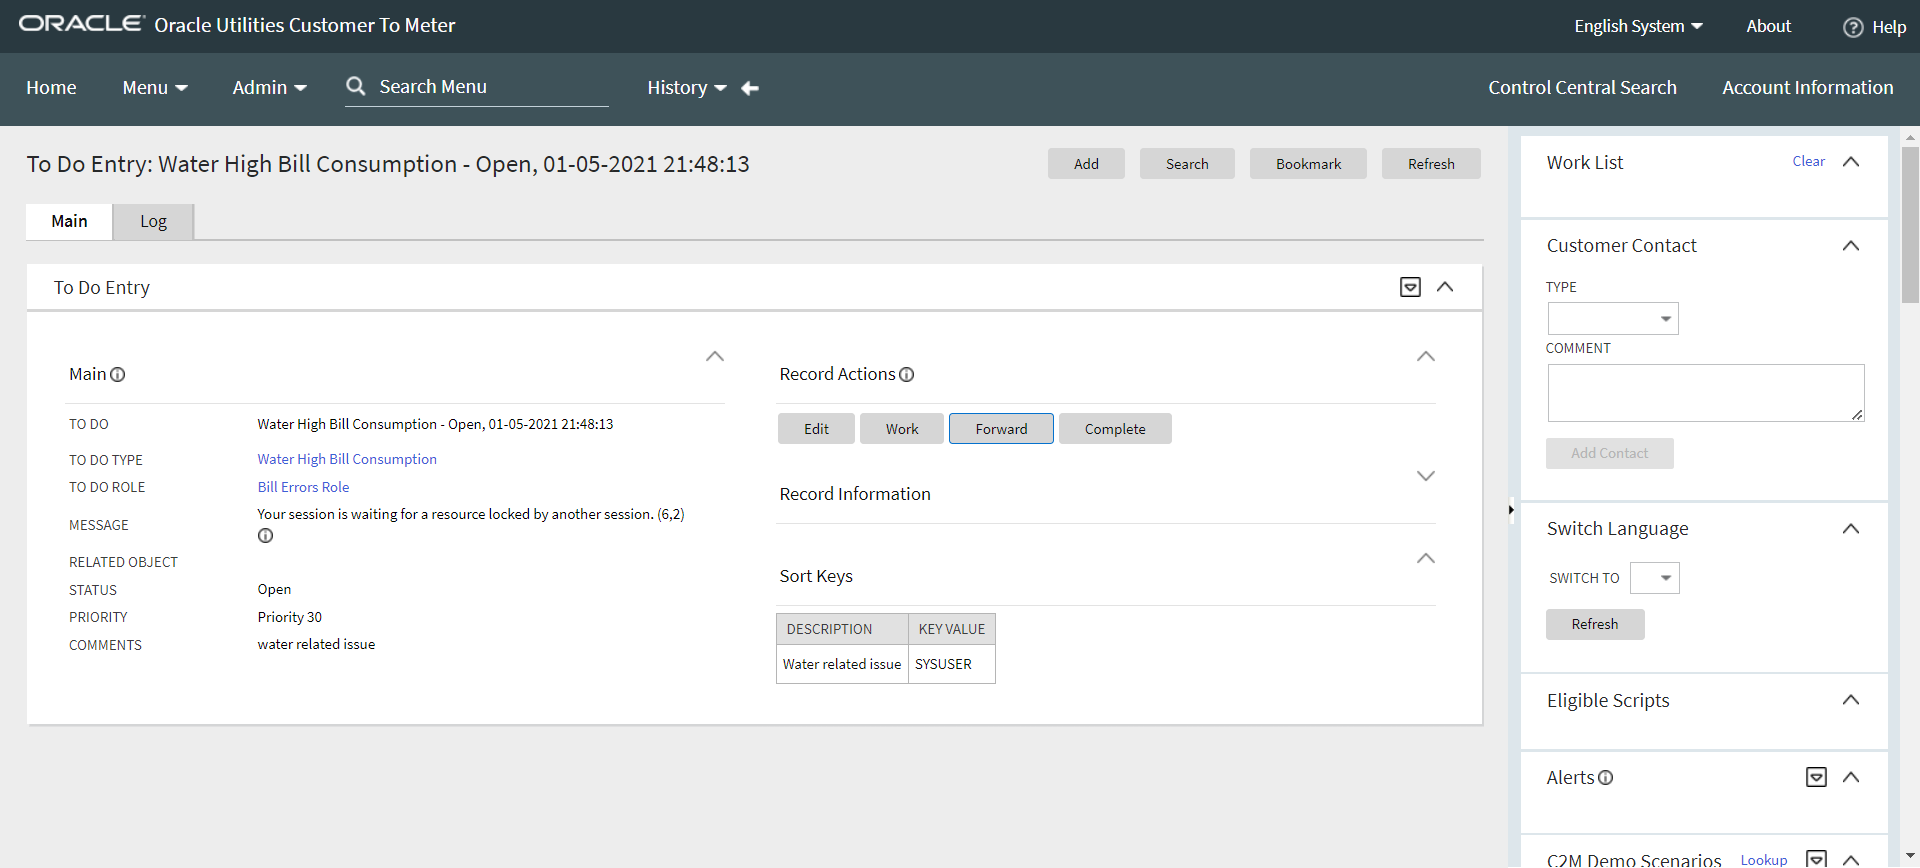 ORACLE Oracle Utilities Customer To Meter
English System
About
Help
Home
Menu
Admin
Search Menu
History
Control Central Search
Account Information
To Do Entry: Water High Bill Consumption - Open, 01-05-2021 21:48:13
Add
Search
Bookmark
Refresh
Main
Log
To Do Entry
Main
TO DO Water High Bill Consumption - Open, 01-05-2021 21:48:13
TO DO TYPE Water High Bill Consumption
TO DO ROLE Bill Errors Role
MESSAGE Your session is waiting for a resource locked by another session. (6,2)
RELATED OBJECT
STATUS Open
PRIORITY Priority 30
COMMENTS water related issue
Record Actions
Edit
Work
Forward
Complete
Record Information
Sort Keys
DESCRIPTION KEY VALUE
Water related issue SYSUSER
Work List
Clear
Customer Contact
TYPE
COMMENT
Add Contact
Switch Language
SWITCH TO
Refresh
Eligible Scripts
Alerts
C2M Demo Scenarios
Lookup